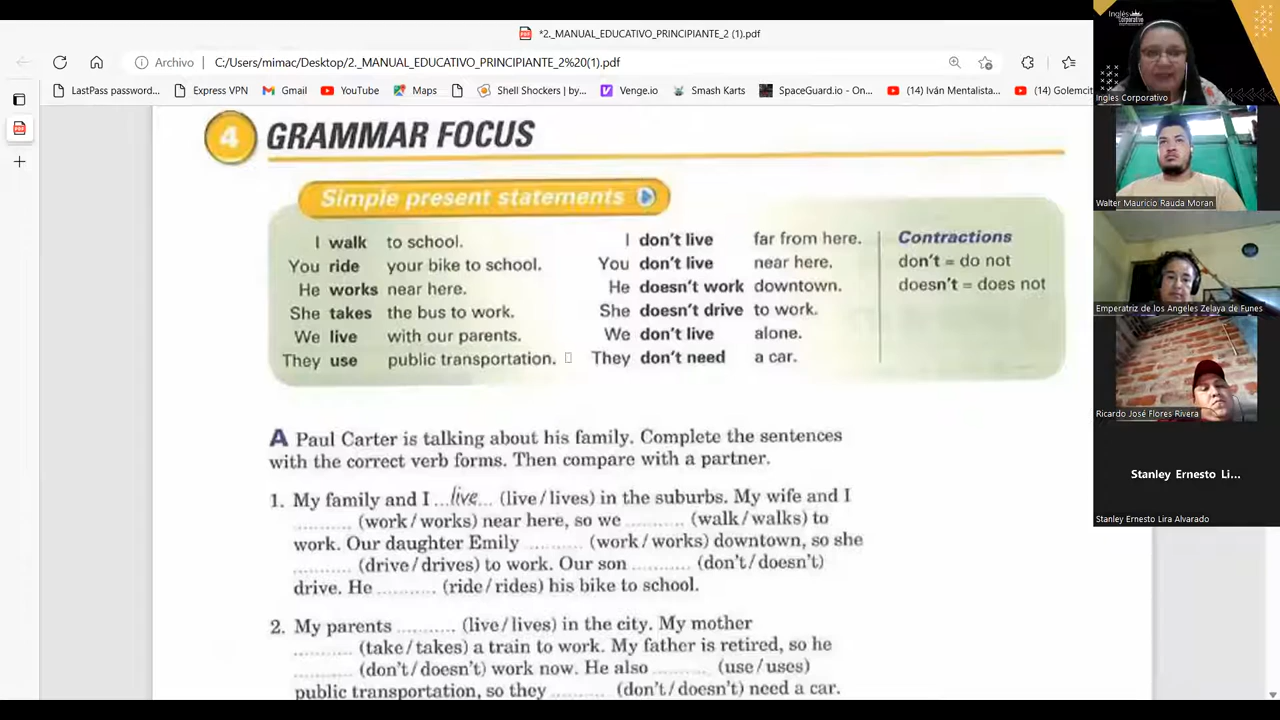 *2._MANUAL_EDUCATIVO_PRINCIPIANTE_2 (1).pdf
Archivo
C:/Users/mimac/Desktop/2._MANUAL_EDUCATIVO_PRINCIPIANTE_2%20(1).pdf
LastPass password...
Express VPN
Gmail
YouTube
Maps
Shell Shockers | by...
Venge.io
Smash Karts
SpaceGuard.io - On...
(14) Iván Mentalista...
(14) Golemcit
4 GRAMMAR FOCUS
Simple present statements
I walk to school.
You ride your bike to school.
He works near here.
She takes the bus to work.
We live with our parents.
They use public transportation.
I don't live far from here.
You don't live near here.
He doesn't work downtown.
She doesn't drive to work.
We don't live alone.
They don't need a car.
Contractions
don't = do not
doesn't = does not
A Paul Carter is talking about his family. Complete the sentences
with the correct verb forms. Then compare with a partner.
1. My family and I ...live... (live/lives) in the suburbs. My wife and I
.......... (work/works) near here, so we .......... (walk/walks) to
work. Our daughter Emily .......... (work/works) downtown, so she
.......... (drive/drives) to work. Our son .......... (don't/doesn't)
drive. He .......... (ride/rides) his bike to school.
2. My parents .......... (live/lives) in the city. My mother
.......... (take/takes) a train to work. My father is retired, so he
.......... (don't/doesn't) work now. He also .......... (use/uses)
public transportation, so they .......... (don't/doesn't) need a car.
Inglés
Corporativo
Ingles Corporativo
Walter Mauricio Rauda Moran
Emperatriz de los Angeles Zelaya de Funes
Ricardo José Flores Rivera
Stanley Ernesto Li...
Stanley Ernesto Lira Alvarado